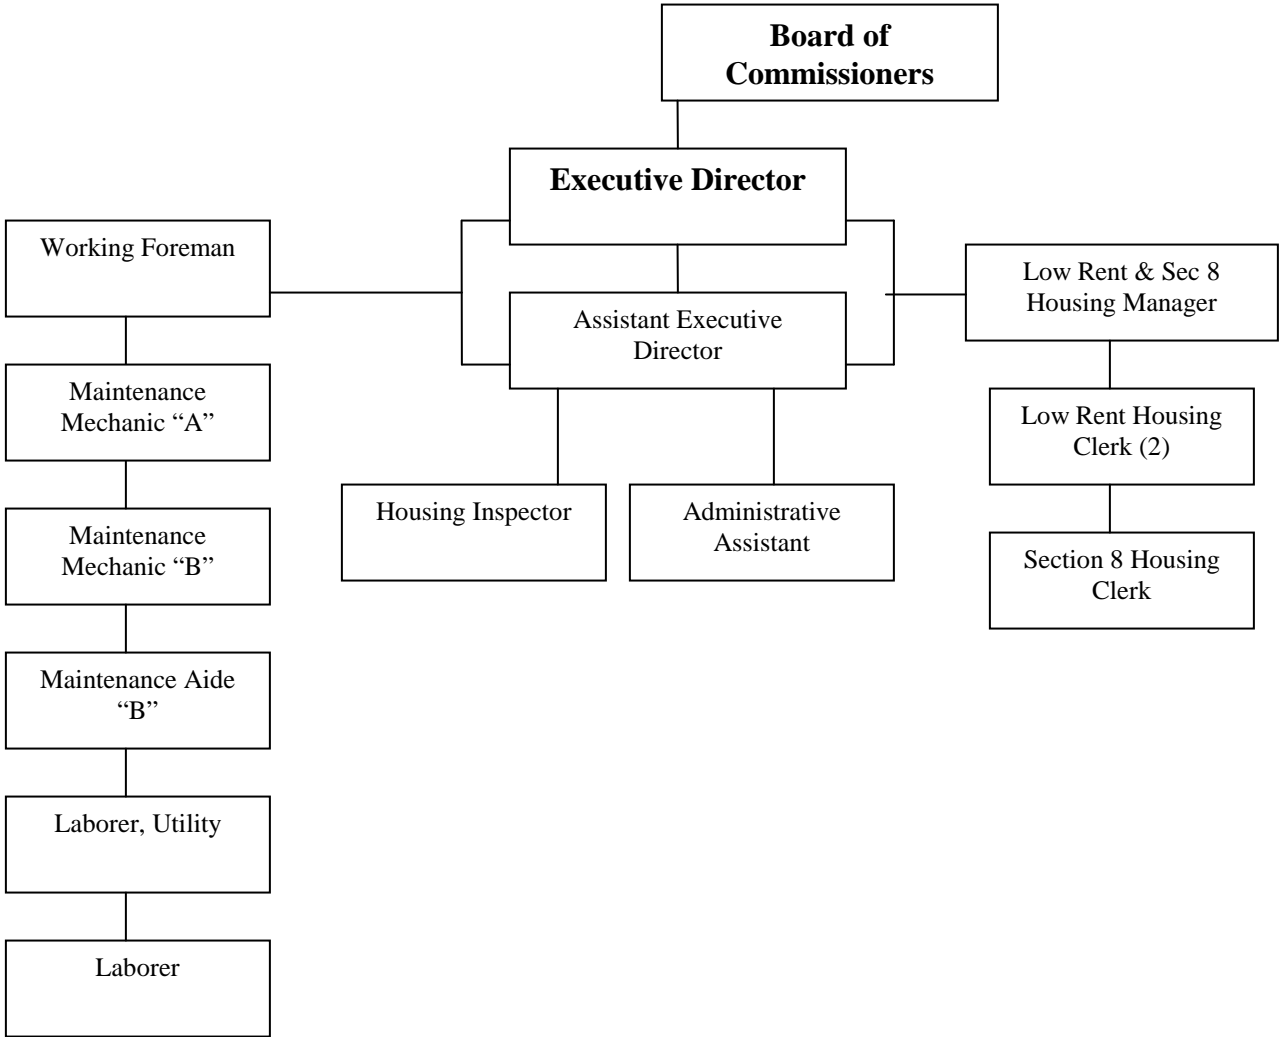 Board of
Commissioners
Executive Director
Working Foreman
Low Rent & Sec 8
Housing Manager
Assistant Executive
Director
Maintenance
Mechanic “A”
Low Rent Housing
Clerk (2)
Housing Inspector
Administrative
Assistant
Maintenance
Mechanic “B”
Section 8 Housing
Clerk
Maintenance Aide
“B”
Laborer, Utility
Laborer